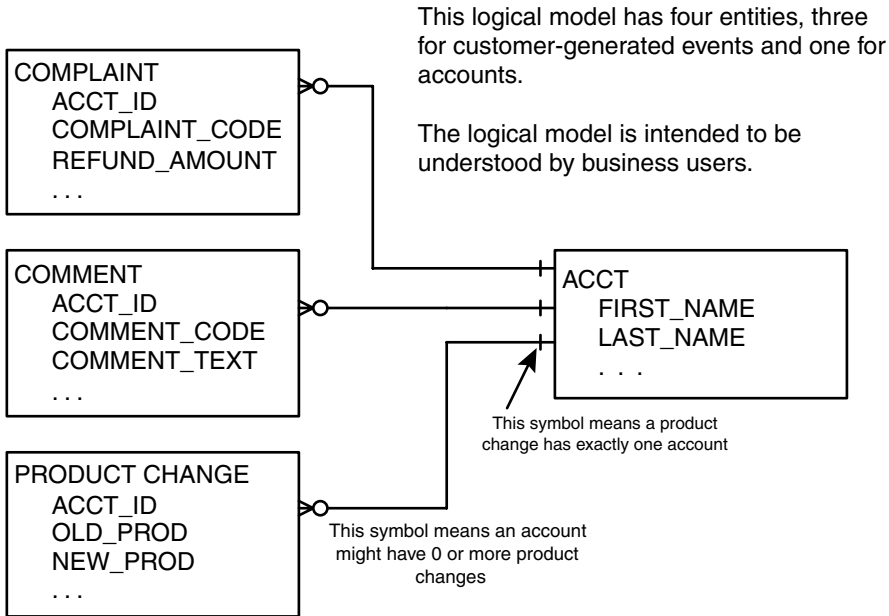 This logical model has four entities, three
for customer-generated events and one for
accounts.
The logical model is intended to be
understood by business users.
COMPLAINT
ACCT_ID
COMPLAINT_CODE
REFUND_AMOUNT
. . .
COMMENT
ACCT_ID
COMMENT_CODE
COMMENT_TEXT
. . .
ACCT
FIRST_NAME
LAST_NAME
. . .
This symbol means a product
change has exactly one account
PRODUCT CHANGE
ACCT_ID
OLD_PROD
NEW_PROD
. . .
This symbol means an account
might have 0 or more product
changes